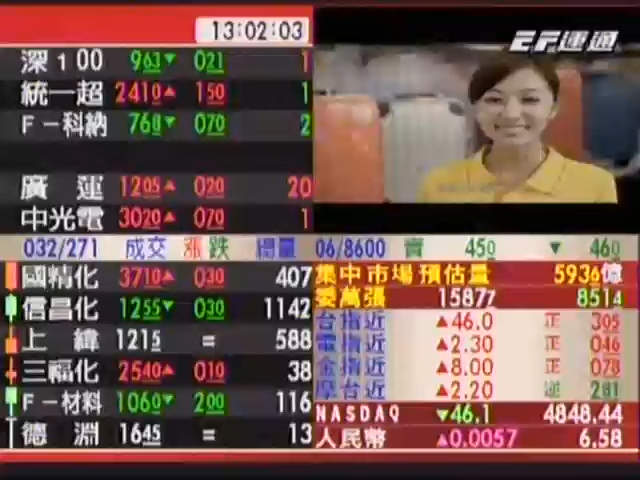 13:02:03
EF運通
深100 963▼ 021 1
統一超 2410▲ 150 1
F-科納 760▼ 070 2
廣運 1205▲ 020 20
中光電 3020▲ 070 1
032/271 成交 漲跌 總量
國精化 3710▲ 030 407
信昌化 1255▼ 030 1142
上緯 1215 = 588
三福化 2540▲ 010 38
F-材料 1060▼ 200 116
德淵 1645 = 13
06/8600 賣 450 ▼ 460
集中市場預估量 5936億
委萬張 15877 8514
台指近 ▲46.0 正 305
電指近 ▲2.30 正 046
金指近 ▲8.00 正 078
摩台近 ▲2.20 逆 281
NASDAQ ▼46.1 4848.44
人民幣 ▲0.0057 6.58